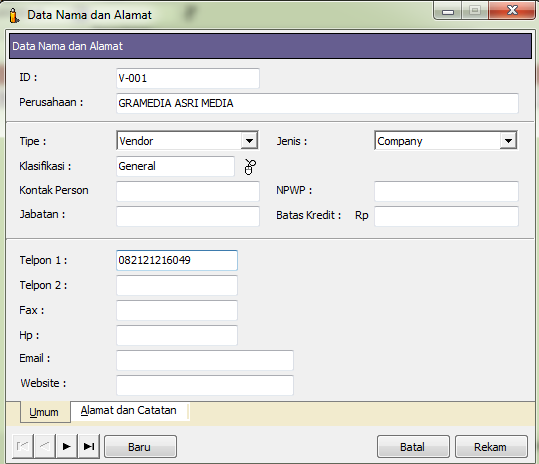 Data Nama dan Alamat
Data Nama dan Alamat
ID : V-001
Perusahaan : GRAMEDIA ASRI MEDIA
Tipe : Vendor Jenis : Company
Klasifikasi : General
Kontak Person NPWP :
Jabatan : Batas Kredit : Rp
Telpon 1 : 082121216049
Telpon 2 :
Fax :
Hp :
Email :
Website :
Umum Alamat dan Catatan
Baru Batal Rekam